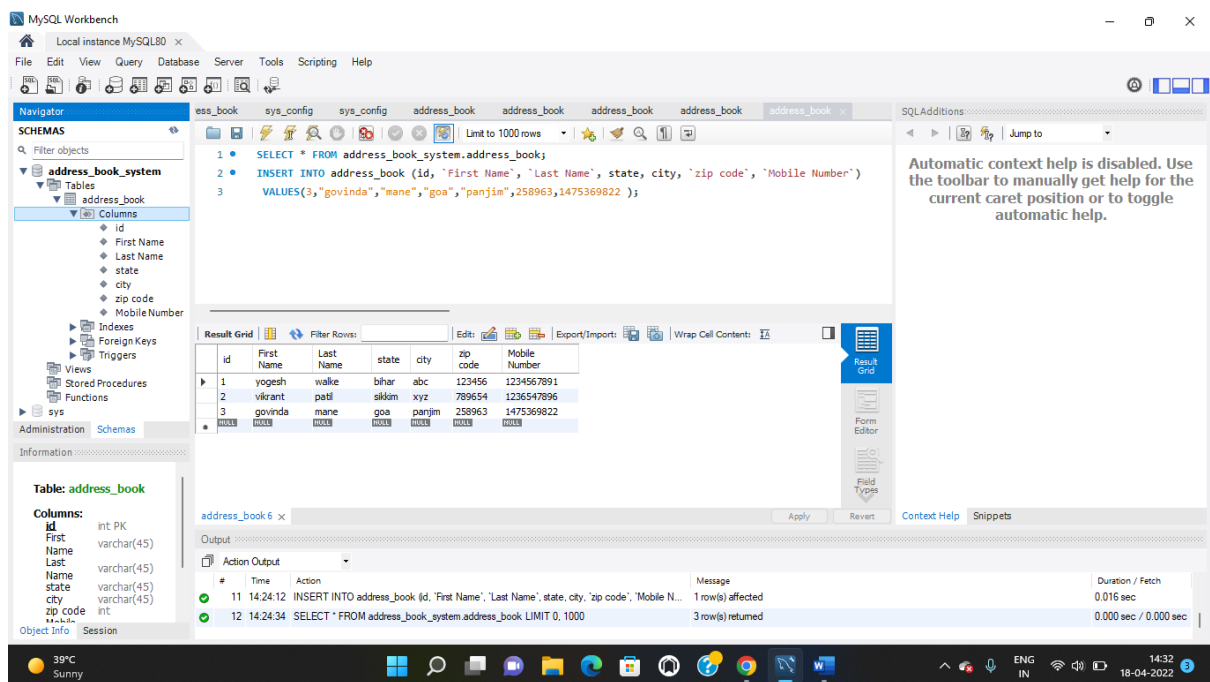 MySQL Workbench
Local instance MySQL80
File Edit View Query Database Server Tools Scripting Help
Navigator
SCHEMAS
Filter objects
address_book_system
Tables
address_book
Columns
id
First Name
Last Name
state
city
zip code
Mobile Number
Indexes
Foreign Keys
Triggers
Views
Stored Procedures
Functions
sys
Administration Schemas
Information
Table: address_book
Columns:
id int PK
First Name varchar(45)
Last Name varchar(45)
state varchar(45)
city varchar(45)
zip code int
Mobile
Object Info Session
ess_book sys_config sys_config address_book address_book address_book address_book address_book
Limit to 1000 rows
1 SELECT * FROM address_book_system.address_book;
2 INSERT INTO address_book (id, `First Name`, `Last Name`, state, city, `zip code`, `Mobile Number`)
3 VALUES(3,"govinda","mane","goa","panjim",258963,1475369822 );
Result Grid Filter Rows: Edit: Export/Import: Wrap Cell Content:
id First Name Last Name state city zip code Mobile Number
1 yogesh walke bihar abc 123456 1234567891
2 vikrant patil sikkim xyz 789654 1236547896
3 govinda mane goa panjim 258963 1475369822
NULL NULL NULL NULL NULL NULL NULL
Result Grid
Form Editor
Field Types
address_book 6 Apply Revert
SQLAdditions
Jump to
Automatic context help is disabled. Use
the toolbar to manually get help for the
current caret position or to toggle
automatic help.
Context Help Snippets
Output
Action Output
# Time Action Message Duration / Fetch
11 14:24:12 INSERT INTO address_book (id, `First Name`, `Last Name`, state, city, `zip code`, `Mobile N... 1 row(s) affected 0.016 sec
12 14:24:34 SELECT * FROM address_book_system.address_book LIMIT 0, 1000 3 row(s) returned 0.000 sec / 0.000 sec
39°C
Sunny
ENG
IN
14:32
18-04-2022
3